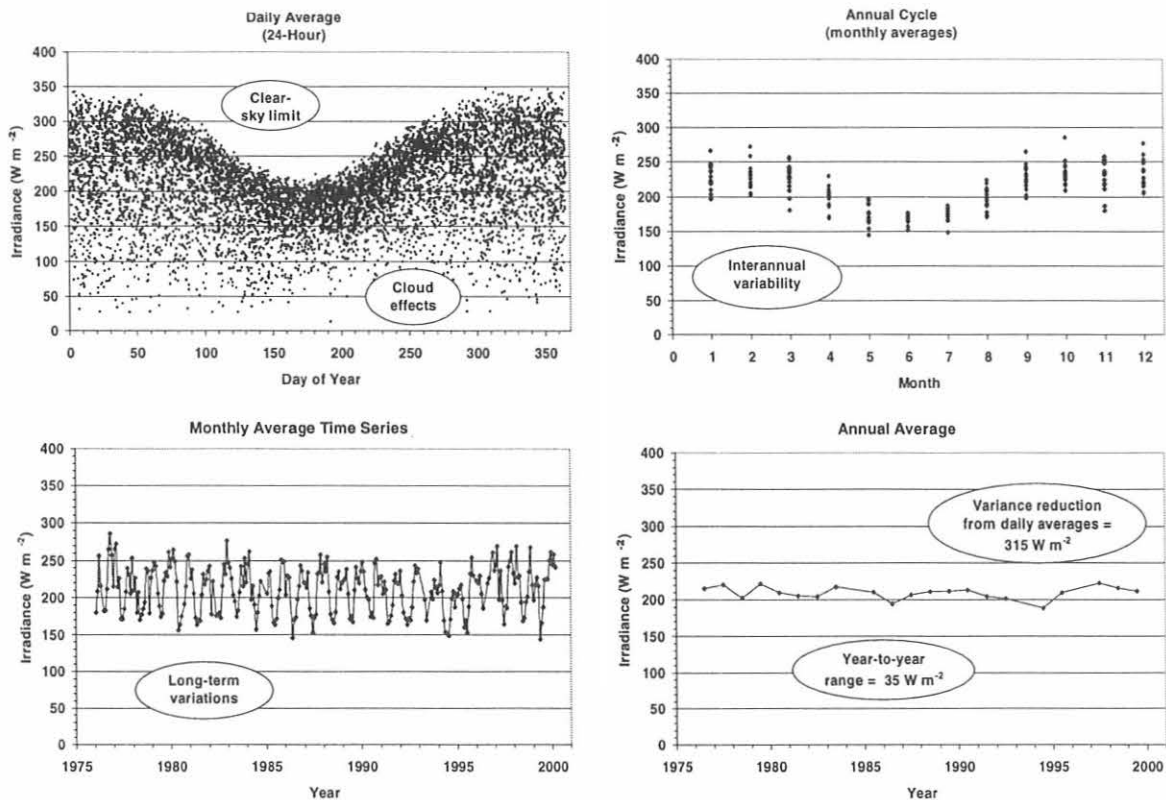 Daily Average
(24-Hour)
400
350
300
250
200
150
100
50
0
Irradiance (W m -2)
Clear-
sky limit
Cloud
effects
0 50 100 150 200 250 300 350
Day of Year
Annual Cycle
(monthly averages)
400
350
300
250
200
150
100
50
0
Irradiance (W m -2)
Interannual
variability
0 1 2 3 4 5 6 7 8 9 10 11 12
Month
Monthly Average Time Series
400
350
300
250
200
150
100
50
0
Irradiance (W m -2)
Long-term
variations
1975 1980 1985 1990 1995 2000
Year
Annual Average
400
350
300
250
200
150
100
50
0
Irradiance (W m -2)
Variance reduction
from daily averages =
315 W m-2
Year-to-year
range = 35 W m-2
1975 1980 1985 1990 1995 2000
Year